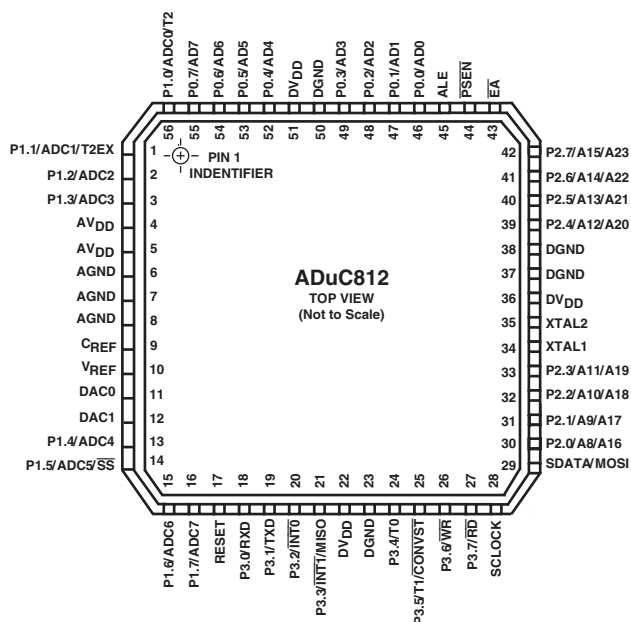 P1.0/ADC0/T2
P0.7/AD7
P0.6/AD6
P0.5/AD5
P0.4/AD4
DVDD
DGND
P0.3/AD3
P0.2/AD2
P0.1/AD1
P0.0/AD0
ALE
PSEN
EA
56 55 54 53 52 51 50 49 48 47 46 45 44 43
P1.1/ADC1/T2EX 1
P1.2/ADC2 2
P1.3/ADC3 3
AVDD 4
AVDD 5
AGND 6
AGND 7
AGND 8
CREF 9
VREF 10
DAC0 11
DAC1 12
P1.4/ADC4 13
P1.5/ADC5/SS 14
PIN 1
INDENTIFIER
ADuC812
TOP VIEW
(Not to Scale)
42 P2.7/A15/A23
41 P2.6/A14/A22
40 P2.5/A13/A21
39 P2.4/A12/A20
38 DGND
37 DGND
36 DVDD
35 XTAL2
34 XTAL1
33 P2.3/A11/A19
32 P2.2/A10/A18
31 P2.1/A9/A17
30 P2.0/A8/A16
29 SDATA/MOSI
15 16 17 18 19 20 21 22 23 24 25 26 27 28
P1.6/ADC6
P1.7/ADC7
RESET
P3.0/RXD
P3.1/TXD
P3.2/INT0
P3.3/INT1/MISO
DVDD
DGND
P3.4/T0
P3.5/T1/CONVST
P3.6/WR
P3.7/RD
SCLOCK